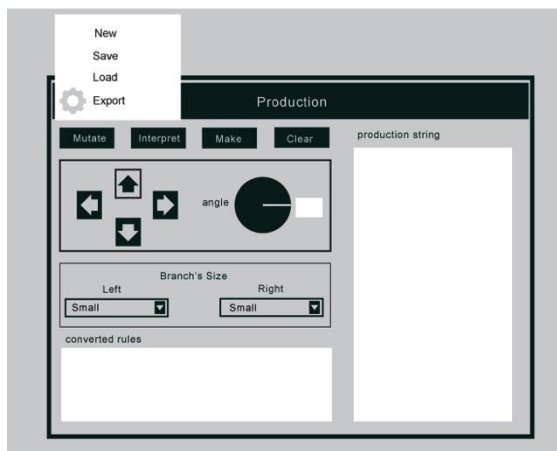 New
Save
Load
Export
Production
Mutate Interpret Make Clear
production string
angle
Branch's Size
Left Right
Small Small
converted rules